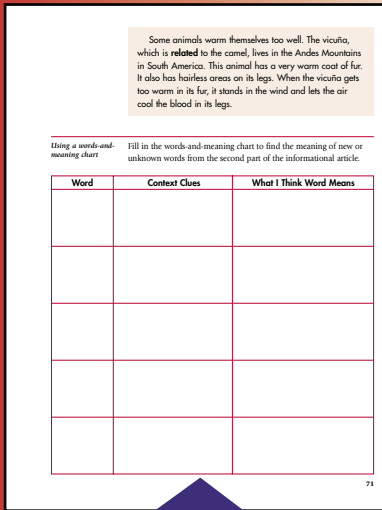 Some animals warm themselves too well. The vicuña,
which is related to the camel, lives in the Andes Mountains
in South America. This animal has a very warm coat of fur.
It also has hairless areas on its legs. When the vicuña gets
too warm in its fur, it stands in the wind and lets the air
cool the blood in its legs.
Using a words-and-
meaning chart
Fill in the words-and-meaning chart to find the meaning of new or
unknown words from the second part of the informational article.
Word Context Clues What I Think Word Means
71